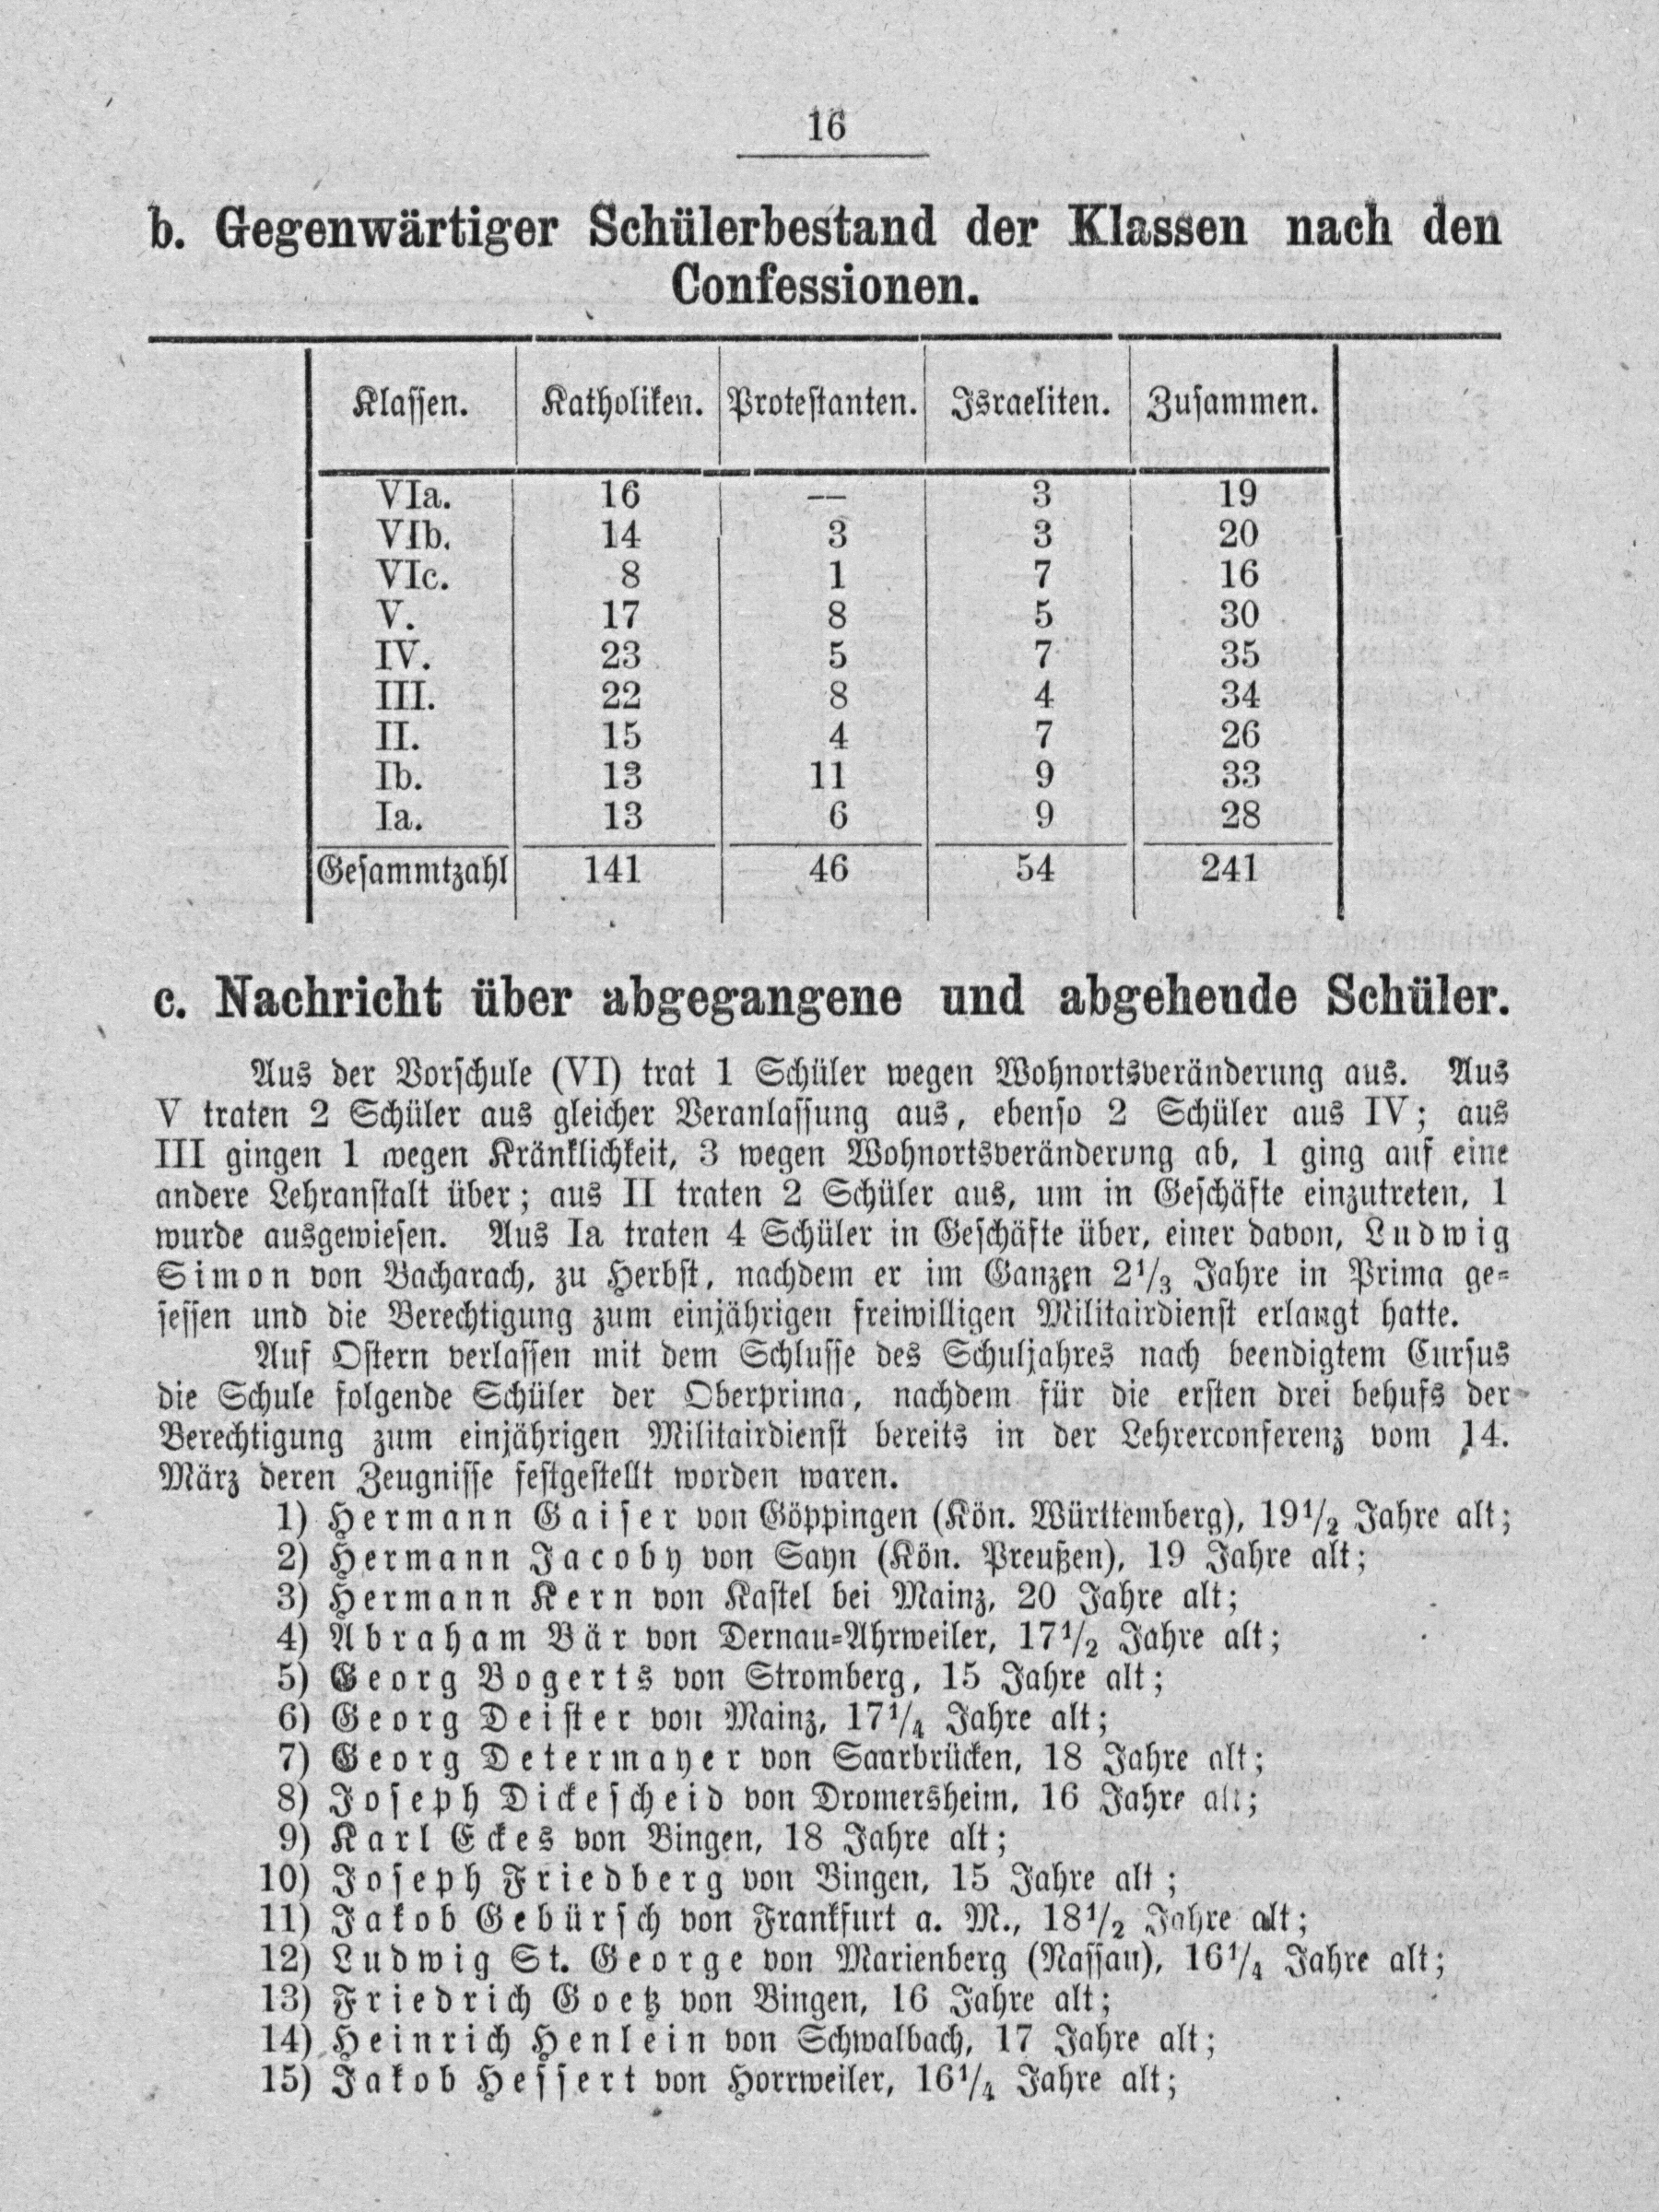 16
b. Gegenwärtiger Schülerbestand der Klassen nach den
Confessionen.
Klassen. Katholiken. Protestanten. Israeliten. Zusammen.
VIa. 16 — 3 19
VIb. 14 3 3 20
VIc. 8 1 7 16
V. 17 8 5 30
IV. 23 5 7 35
III. 22 8 4 34
II. 15 4 7 26
Ib. 13 11 9 33
Ia. 13 6 9 28
Gesammtzahl 141 46 54 241
c. Nachricht über abgegangene und abgehende Schüler.
Aus der Vorschule (VI) trat 1 Schüler wegen Wohnortsveränderung aus. Aus
V traten 2 Schüler aus gleicher Veranlassung aus, ebenso 2 Schüler aus IV; aus
III gingen 1 wegen Kränklichkeit, 3 wegen Wohnortsveränderung ab, 1 ging auf eine
andere Lehranstalt über; aus II traten 2 Schüler aus, um in Geschäfte einzutreten, 1
wurde ausgewiesen. Aus Ia traten 4 Schüler in Geschäfte über, einer davon, Ludwig
Simon von Bacharach, zu Herbst, nachdem er im Ganzen 2 1/3 Jahre in Prima ge-
sessen und die Berechtigung zum einjährigen freiwilligen Militairdienst erlangt hatte.
Auf Ostern verlassen mit dem Schlusse des Schuljahres nach beendigtem Cursus
die Schule folgende Schüler der Oberprima, nachdem für die ersten drei behufs der
Berechtigung zum einjährigen Militairdienst bereits in der Lehrerconferenz vom 14.
März deren Zeugnisse festgestellt worden waren.
1) Hermann Gaiser von Göppingen (Kön. Württemberg), 19 1/2 Jahre alt;
2) Hermann Jacoby von Sayn (Kön. Preußen), 19 Jahre alt;
3) Hermann Kern von Kastel bei Mainz, 20 Jahre alt;
4) Abraham Bär von Dernau-Ahrweiler, 17 1/2 Jahre alt;
5) Georg Bogerts von Stromberg, 15 Jahre alt;
6) Georg Deister von Mainz, 17 1/4 Jahre alt;
7) Georg Determayer von Saarbrücken, 18 Jahre alt;
8) Joseph Dickescheid von Dromersheim, 16 Jahre alt;
9) Karl Eckes von Bingen, 18 Jahre alt;
10) Joseph Friedberg von Bingen, 15 Jahre alt;
11) Jakob Gebürsch von Frankfurt a. M., 18 1/2 Jahre alt;
12) Ludwig St. George von Marienberg (Nassau), 16 1/4 Jahre alt;
13) Friedrich Goetz von Bingen, 16 Jahre alt;
14) Heinrich Henlein von Schwalbach, 17 Jahre alt;
15) Jakob Hessert von Horrweiler, 16 1/4 Jahre alt;